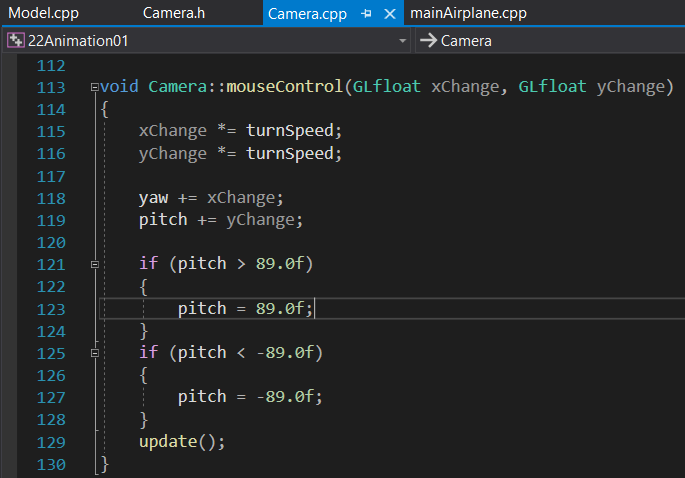 Model.cpp Camera.h Camera.cpp mainAirplane.cpp
22Animation01 Camera
112
113 void Camera::mouseControl(GLfloat xChange, GLfloat yChange)
114 {
115 xChange *= turnSpeed;
116 yChange *= turnSpeed;
117
118 yaw += xChange;
119 pitch += yChange;
120
121 if (pitch > 89.0f)
122 {
123 pitch = 89.0f;
124 }
125 if (pitch < -89.0f)
126 {
127 pitch = -89.0f;
128 }
129 update();
130 }